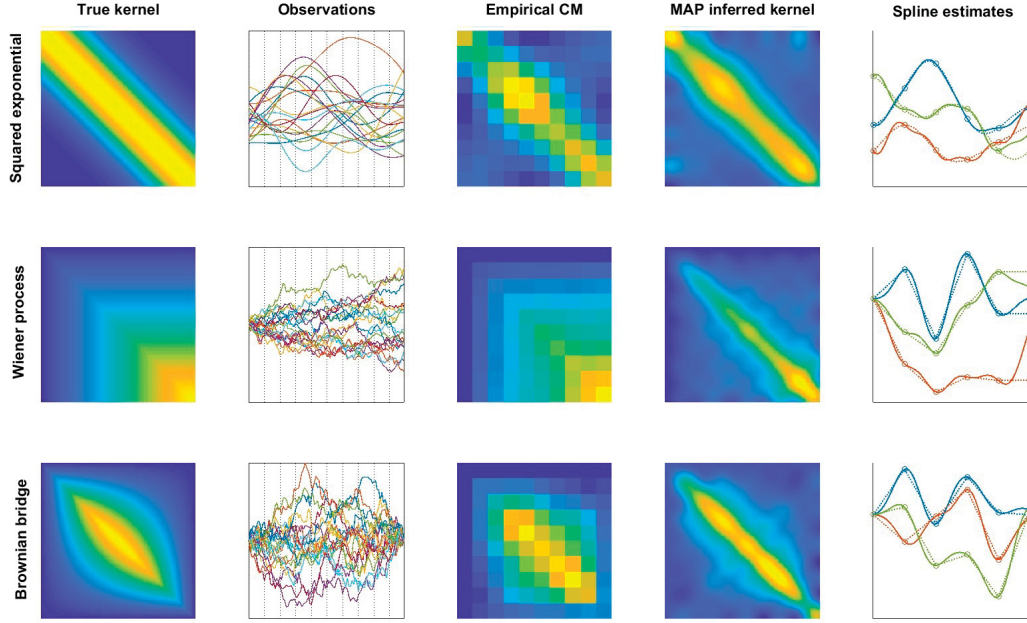 True kernel
Observations
Empirical CM
MAP inferred kernel
Spline estimates
Squared exponential
Wiener process
Brownian bridge